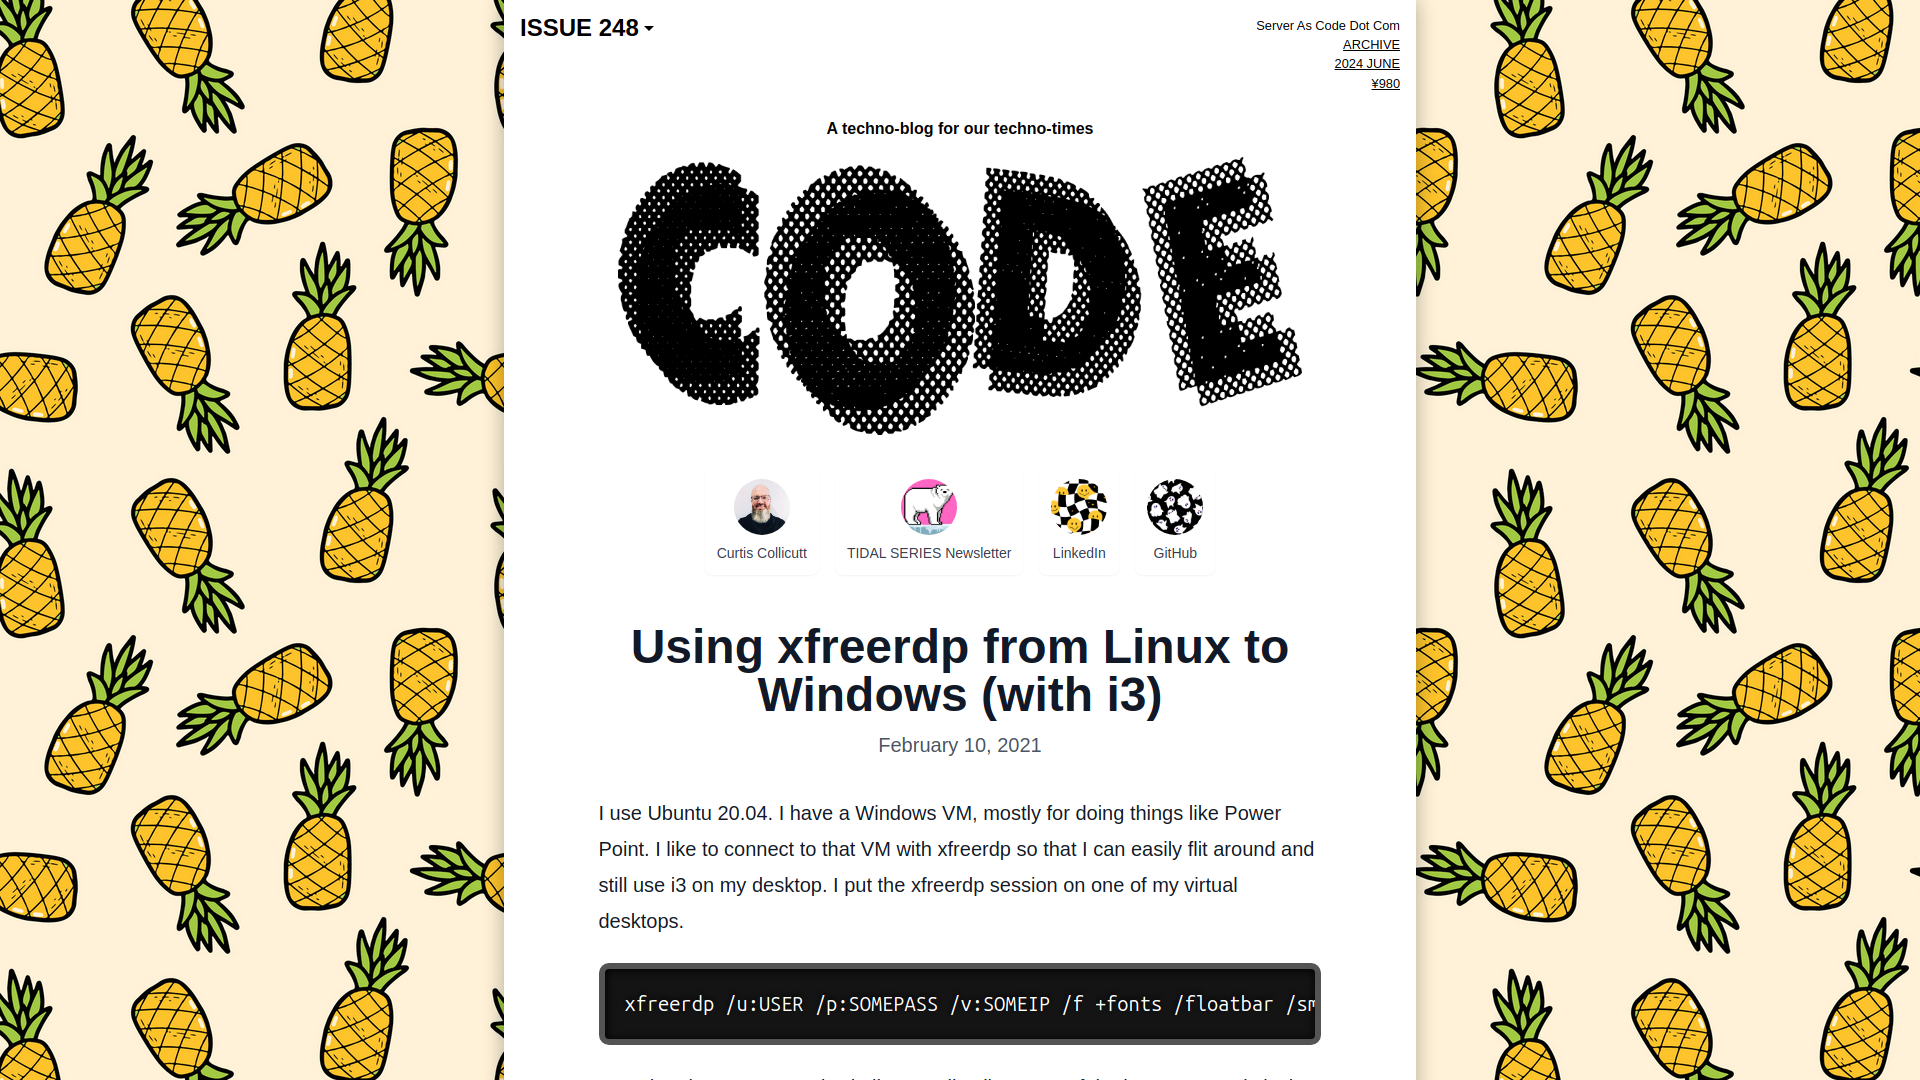 ISSUE 248
Server As Code Dot Com
ARCHIVE
2024 JUNE
¥980
A techno-blog for our techno-times
CODE
Curtis Collicutt
TIDAL SERIES Newsletter
LinkedIn
GitHub
Using xfreerdp from Linux to
Windows (with i3)
February 10, 2021
I use Ubuntu 20.04. I have a Windows VM, mostly for doing things like Power
Point. I like to connect to that VM with xfreerdp so that I can easily flit around and
still use i3 on my desktop. I put the xfreerdp session on one of my virtual
desktops.
xfreerdp /u:USER /p:SOMEPASS /v:SOMEIP /f +fonts /floatbar